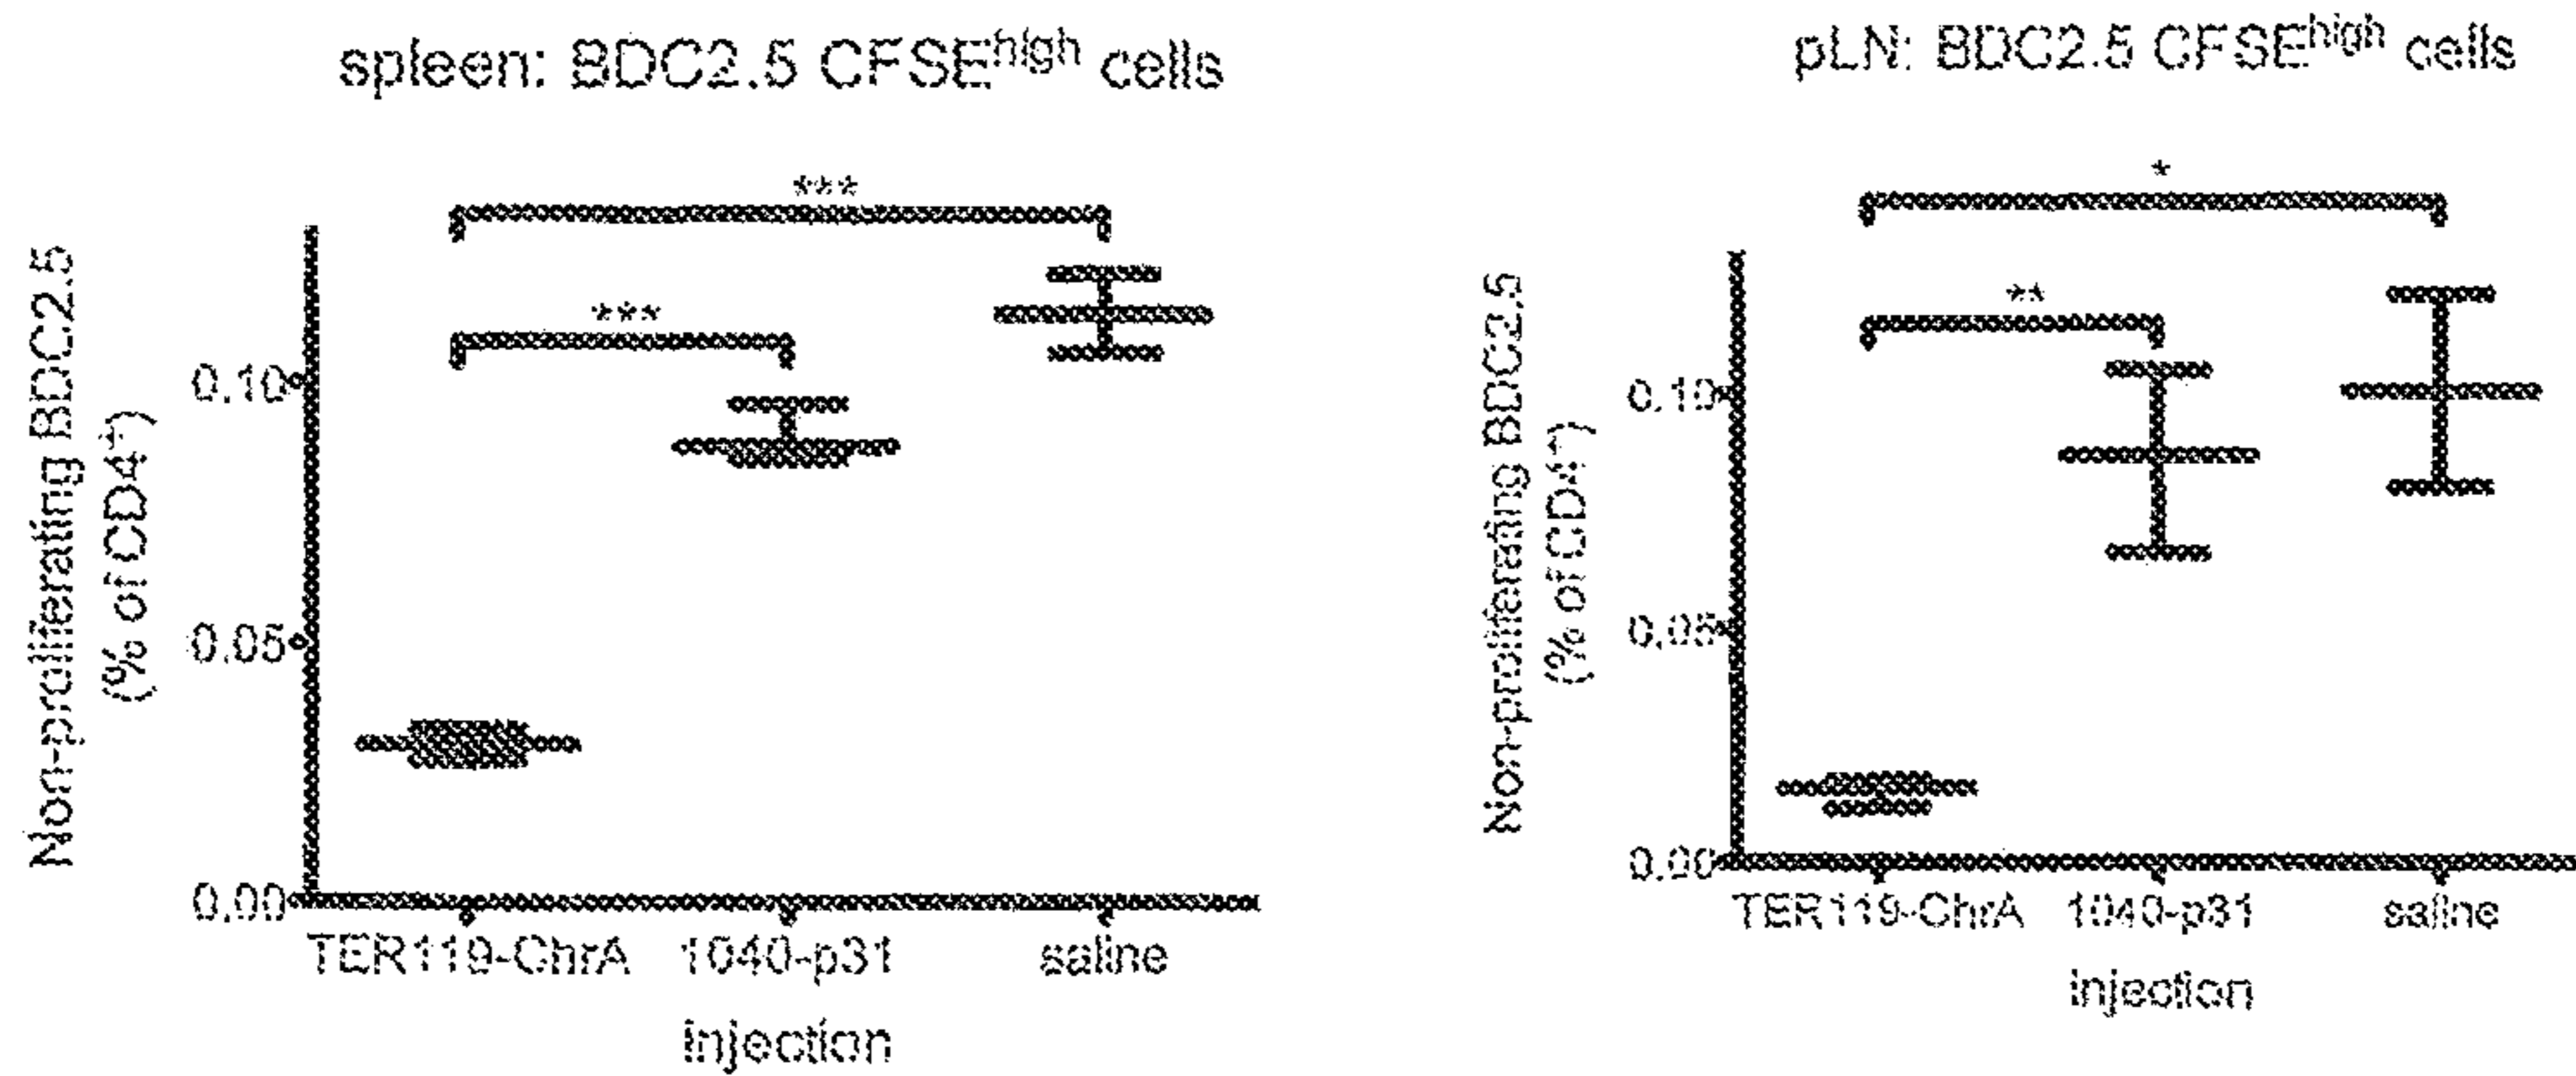 spleen: BDC2.5 CFSEhigh cells
***
***
Non-proliferating BDC2.5
(% of CD4+)
0.10
0.05
0.00
TER119-ChrA 1040-p31 saline
injection
pLN: BDC2.5 CFSEhigh cells
*
**
Non-proliferating BDC2.5
(% of CD4+)
0.10
0.05
0.00
TER119-ChrA 1040-p31 saline
injection